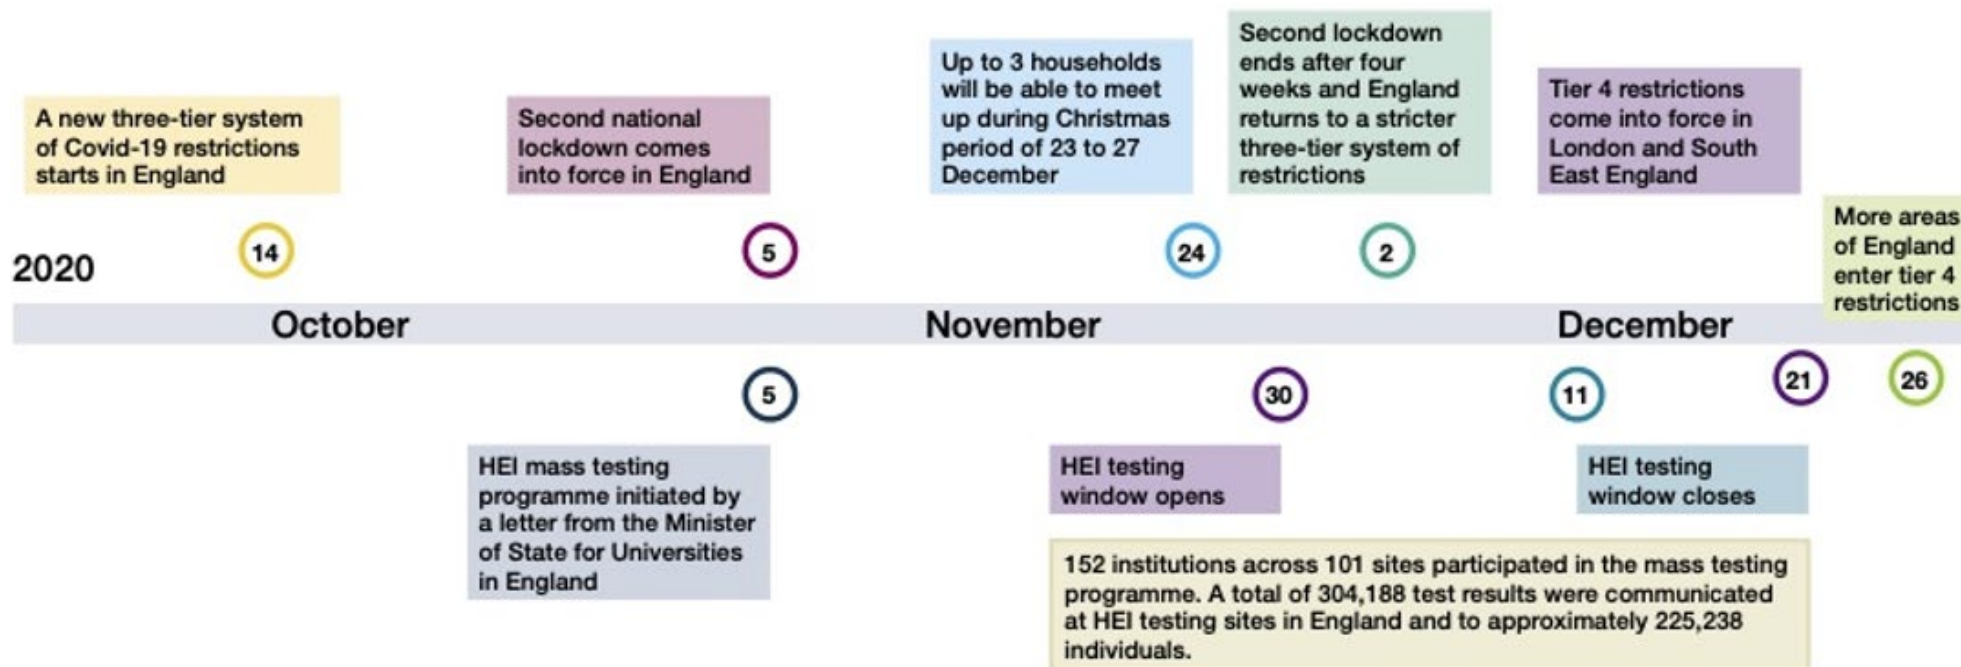 A new three-tier system
of Covid-19 restrictions
starts in England
Second national
lockdown comes
into force in England
Up to 3 households
will be able to meet
up during Christmas
period of 23 to 27
December
Second lockdown
ends after four
weeks and England
returns to a stricter
three-tier system of
restrictions
Tier 4 restrictions
come into force in
London and South
East England
More areas
of England
enter tier 4
restrictions
14
5
24
2
2020
October
November
December
5
30
11
21
26
HEI mass testing
programme initiated by
a letter from the Minister
of State for Universities
in England
HEI testing
window opens
HEI testing
window closes
152 institutions across 101 sites participated in the mass testing
programme. A total of 304,188 test results were communicated
at HEI testing sites in England and to approximately 225,238
individuals.